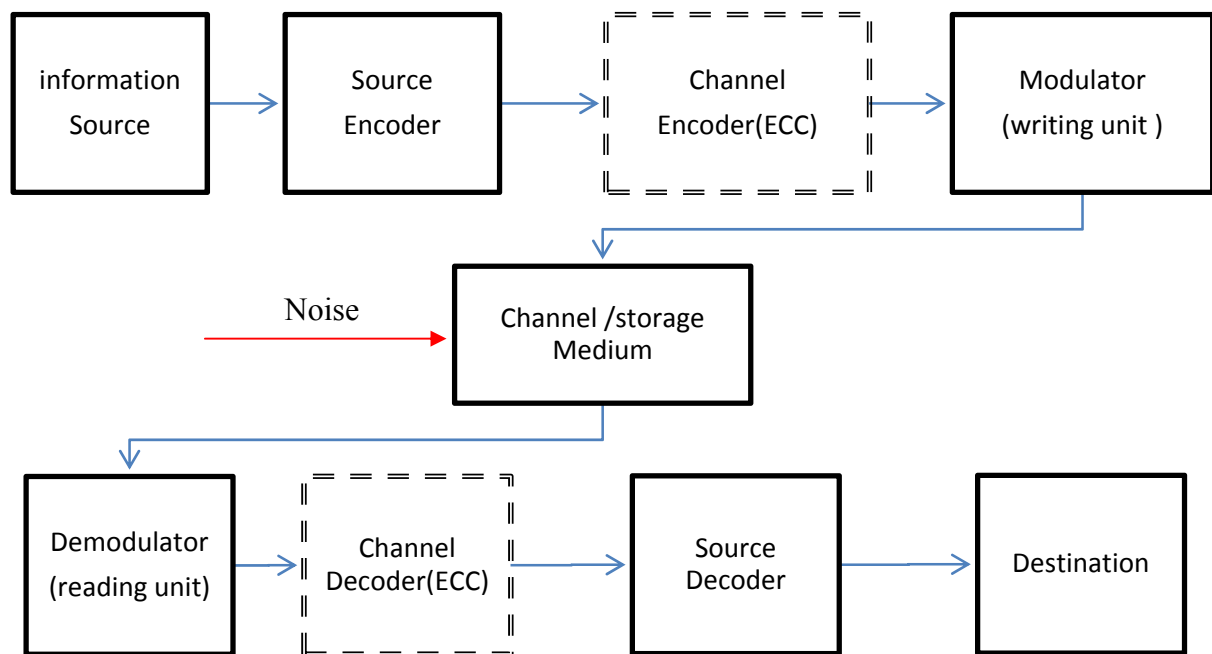 information
Source
Source
Encoder
Channel
Encoder(ECC)
Modulator
(writing unit )
Noise
Channel /storage
Medium
Demodulator
(reading unit)
Channel
Decoder(ECC)
Source
Decoder
Destination